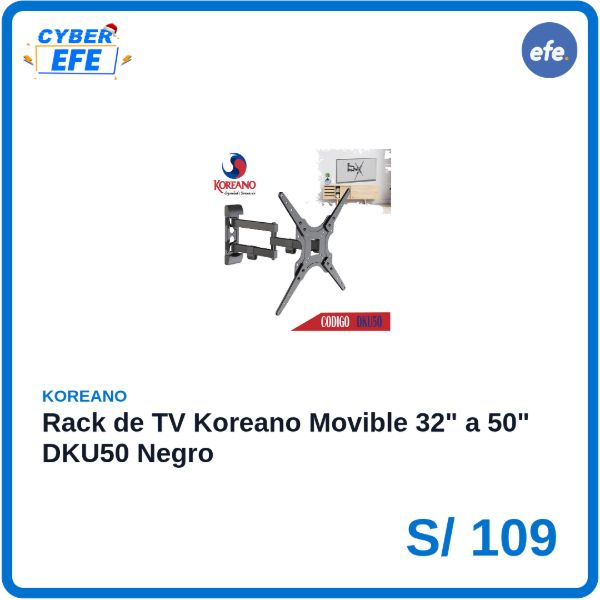 CYBER
EFE
efe.
KOREANO
CODIGO DKU50
KOREANO
Rack de TV Koreano Movible 32" a 50"
DKU50 Negro
S/ 109